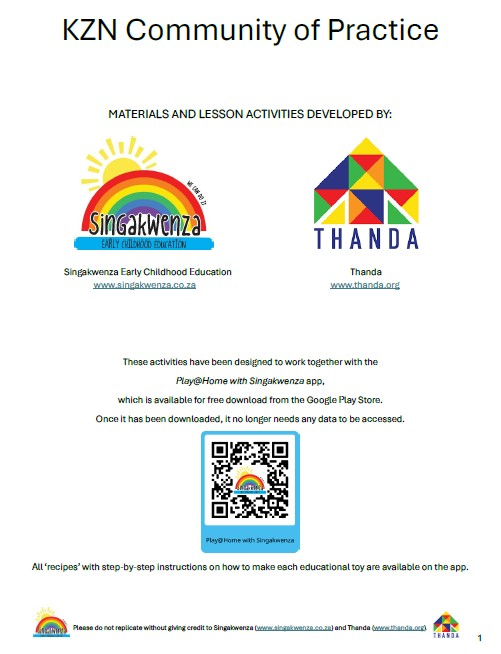 KZN Community of Practice
MATERIALS AND LESSON ACTIVITIES DEVELOPED BY:
WE CAN DO IT
Singakwenza
EARLY CHILDHOOD EDUCATION
THANDA
Singakwenza Early Childhood Education
www.singakwenza.co.za
Thanda
www.thanda.org
These activities have been designed to work together with the
Play@Home with Singakwenza app,
which is available for free download from the Google Play Store.
Once it has been downloaded, it no longer needs any data to be accessed.
Play@Home with Singakwenza
All ‘recipes’ with step-by-step instructions on how to make each educational toy are available on the app.
Singakwenza
Please do not replicate without giving credit to Singakwenza (www.singakwenza.co.za) and Thanda (www.thanda.org).
THANDA
1